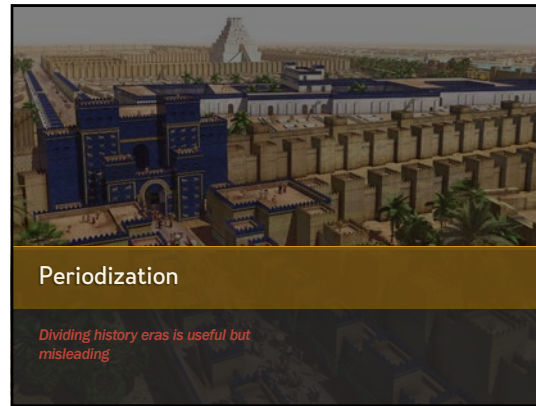 Periodization
Dividing history eras is useful but
misleading